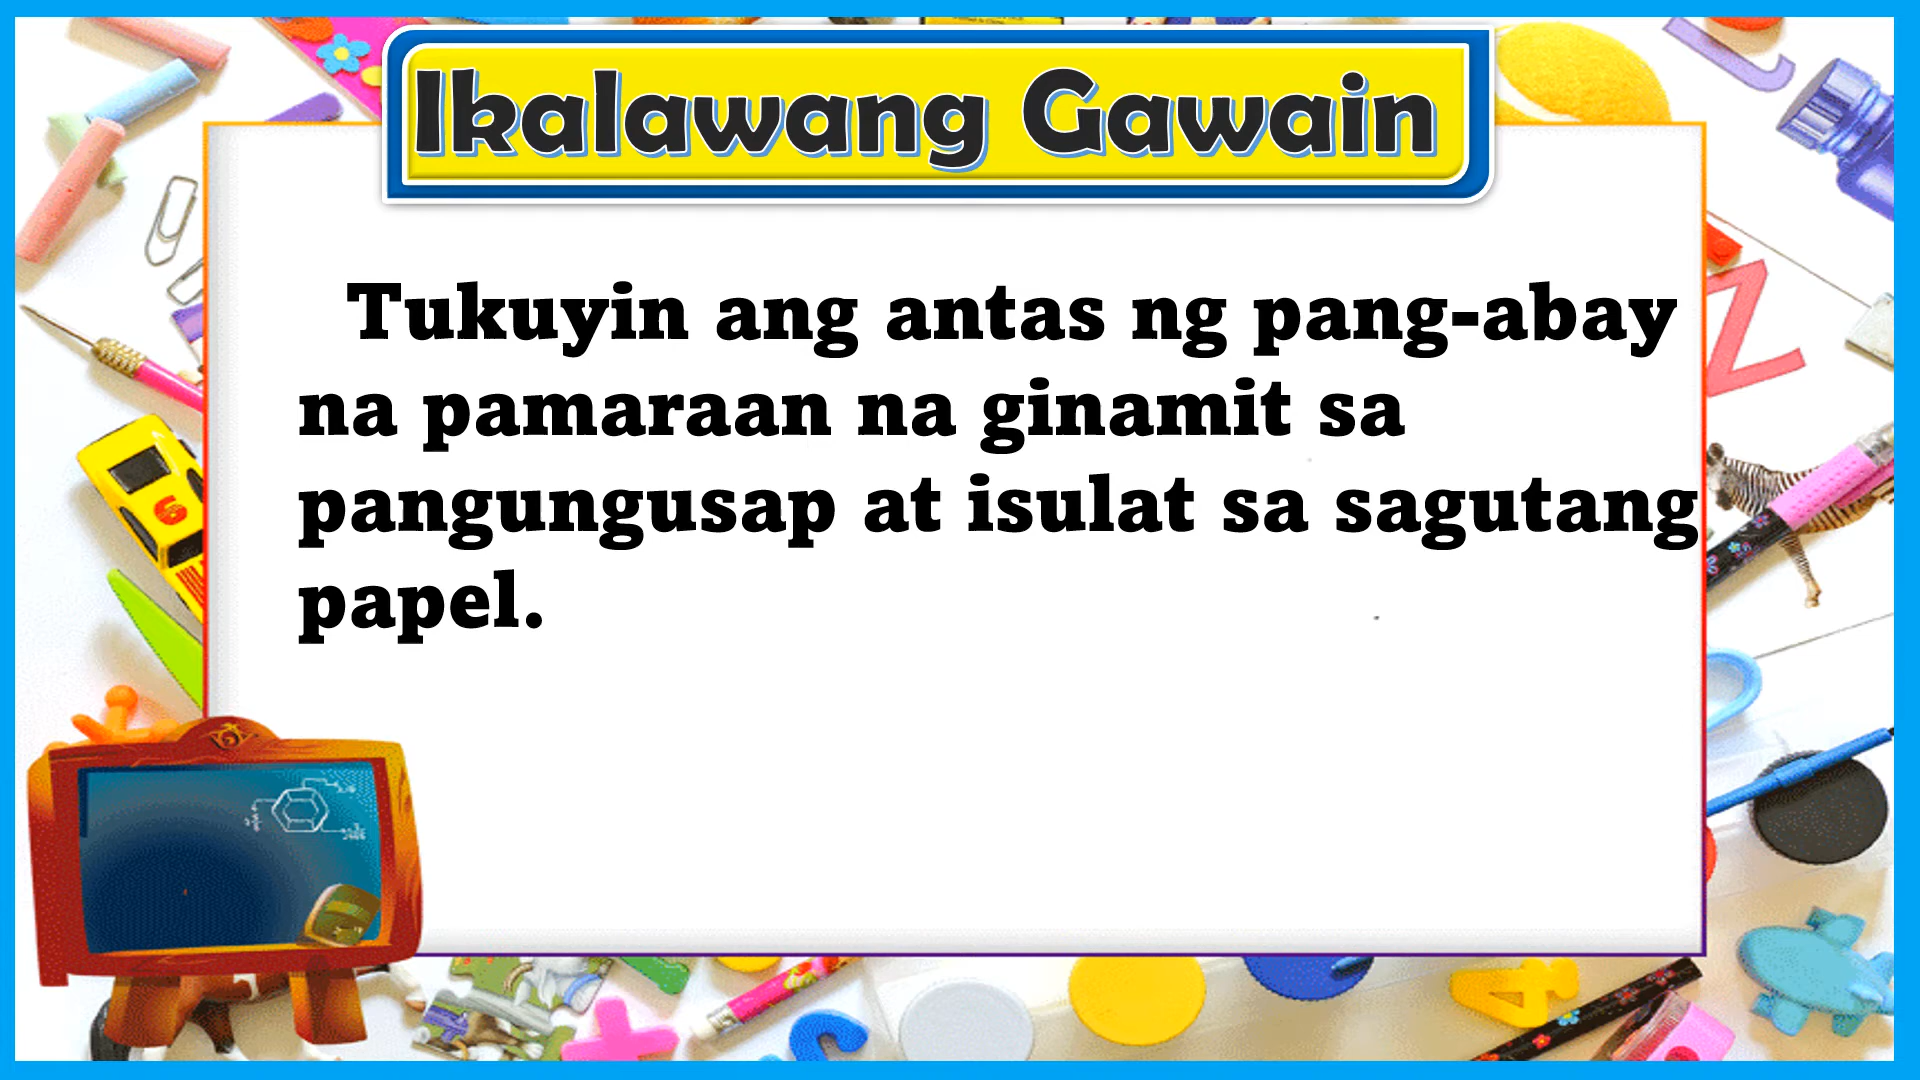 Ikalawang Gawain
Tukuyin ang antas ng pang-abay
na pamaraan na ginamit sa
pangungusap at isulat sa sagutang
papel.